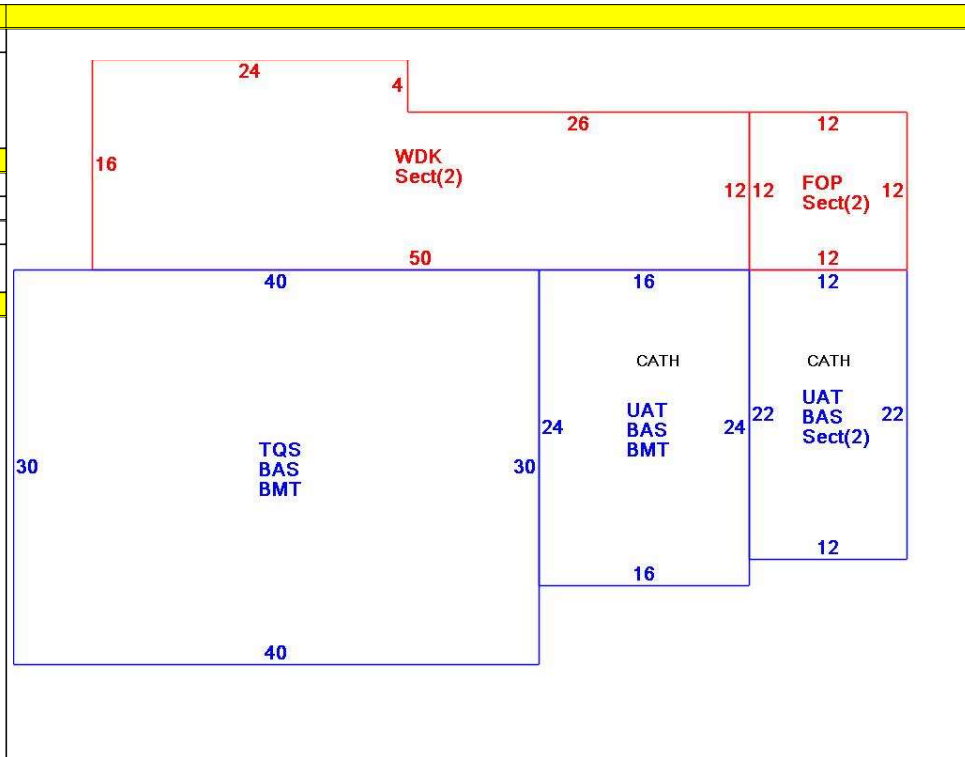 24
4
26
12
16
WDK
Sect(2)
12
12
FOP
Sect(2)
12
50
12
40
16
12
CATH
CATH
UAT
BAS
Sect(2)
22
22
UAT
BAS
BMT
24
24
TQS
BAS
BMT
30
30
12
16
40